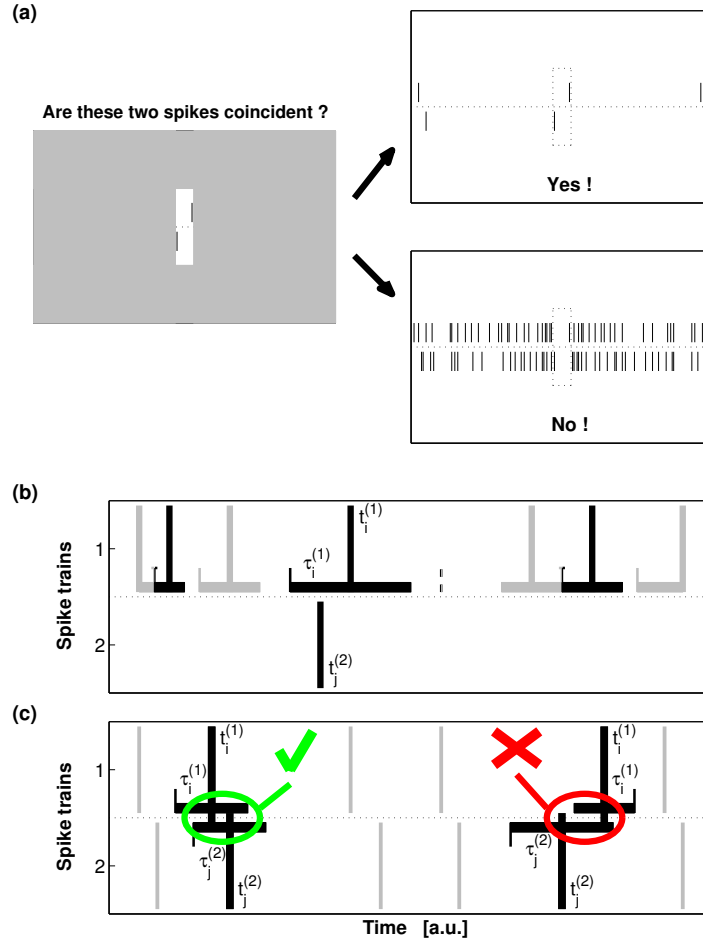 (a)
Are these two spikes coincident ?
Yes !
No !
(b)
Spike trains
1
2
t_i^(1)
τ_i^(1)
t_j^(2)
(c)
Spike trains
1
2
t_i^(1)
τ_i^(1)
τ_j^(2)
t_j^(2)
t_i^(1)
τ_i^(1)
τ_j^(2)
t_j^(2)
Time [a.u.]